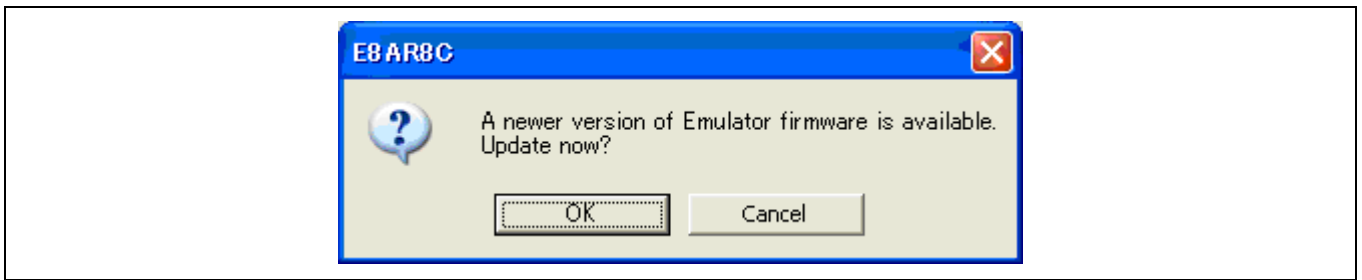 E8AR8C
A newer version of Emulator firmware is available.
Update now?
OK
Cancel